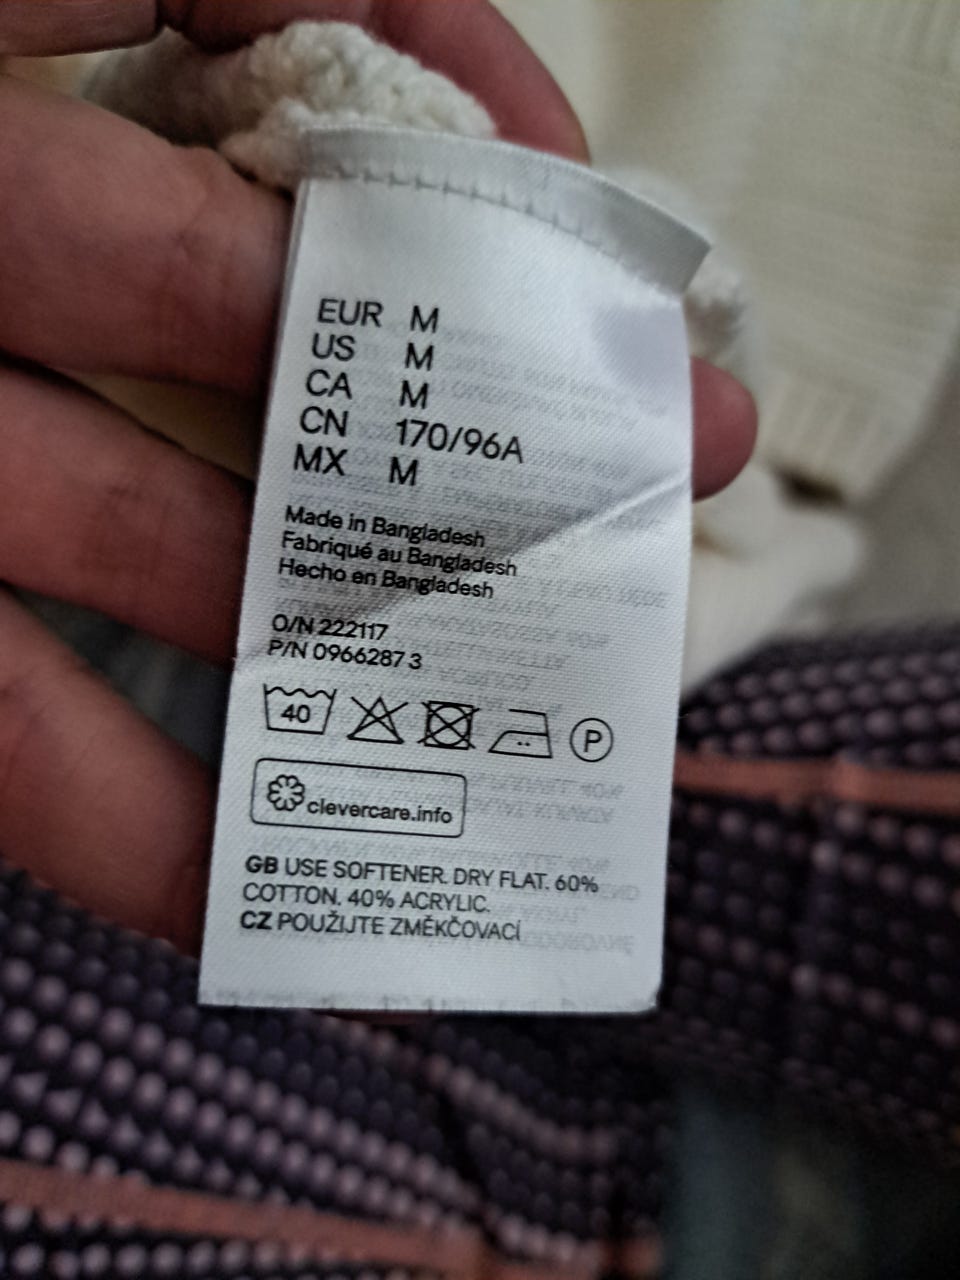 EUR M
US M
CA M
CN 170/96A
MX M
Made in Bangladesh
Fabriqué au Bangladesh
Hecho en Bangladesh
O/N 222117
P/N 0966287 3
40
P
clevercare.info
GB USE SOFTENER. DRY FLAT. 60%
COTTON. 40% ACRYLIC.
CZ POUŽIJTE ZMĚKČOVACÍ